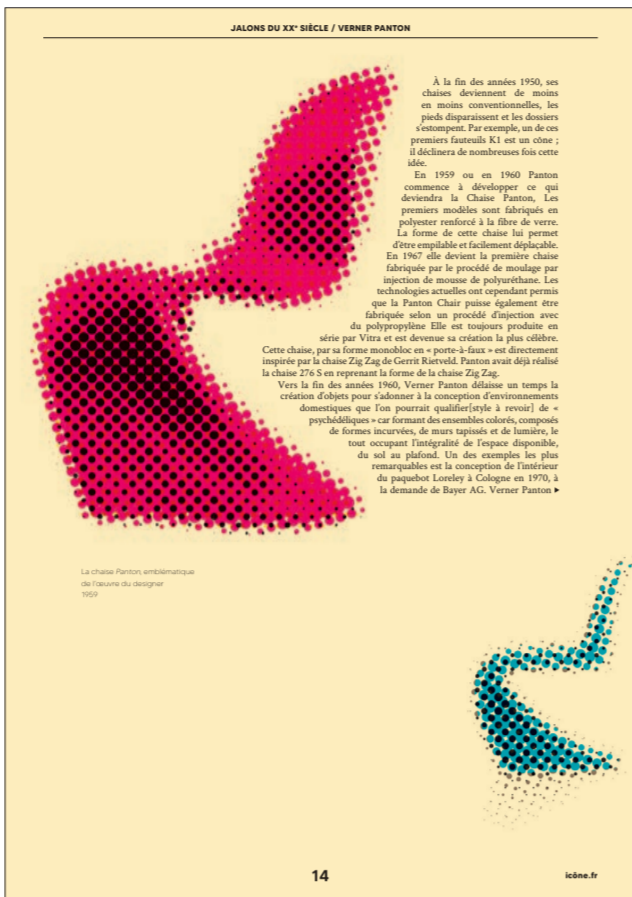 JALONS DU XXᵉ SIÈCLE / VERNER PANTON
À la fin des années 1950, ses
chaises deviennent de moins
en moins conventionnelles, les
pieds disparaissent et les dossiers
s'estompent. Par exemple, un de ces
premiers fauteuils K1 est un cône ;
il déclinera de nombreuses fois cette
idée.
En 1959 ou en 1960 Panton
commence à développer ce qui
deviendra la Chaise Panton, Les
premiers modèles sont fabriqués en
polyester renforcé à la fibre de verre.
La forme de cette chaise lui permet
d'être empilable et facilement déplaçable.
En 1967 elle devient la première chaise
fabriquée par le procédé de moulage par
injection de mousse de polyuréthane. Les
technologies actuelles ont cependant permis
que la Panton Chair puisse également être
fabriquée selon un procédé d'injection avec
du polypropylène Elle est toujours produite en
série par Vitra et est devenue sa création la plus célèbre.
Cette chaise, par sa forme monobloc en « porte-à-faux » est directement
inspirée par la chaise Zig Zag de Gerrit Rietveld. Panton avait déjà réalisé
la chaise 276 S en reprenant la forme de la chaise Zig Zag.
Vers la fin des années 1960, Verner Panton délaisse un temps la
création d'objets pour s'adonner à la conception d'environnements
domestiques que l'on pourrait qualifier[style à revoir] de «
psychédéliques » car formant des ensembles colorés, composés
de formes incurvées, de murs tapissés et de lumière, le
tout occupant l'intégralité de l'espace disponible,
du sol au plafond. Un des exemples les plus
remarquables est la conception de l'intérieur
du paquebot Loreley à Cologne en 1970, à
la demande de Bayer AG. Verner Panton ▸
La chaise Panton, emblématique
de l'œuvre du designer
1959
14
icône.fr